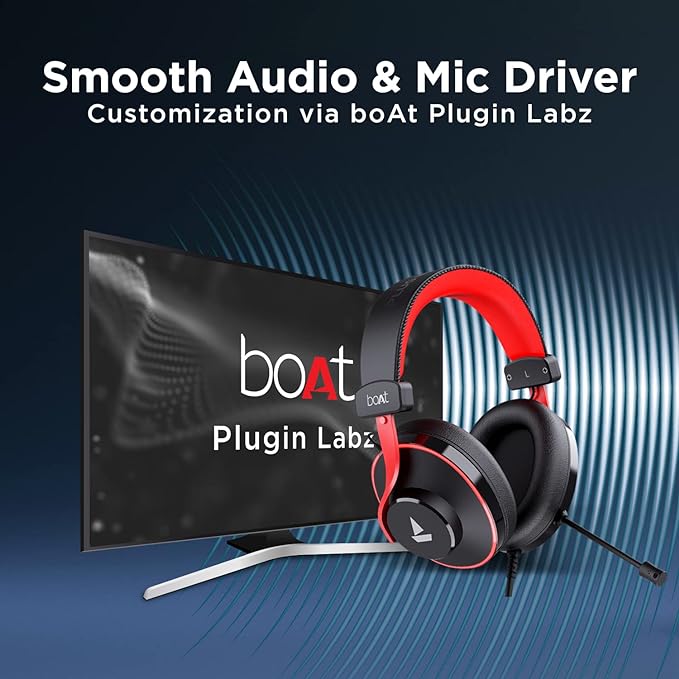 Smooth Audio & Mic Driver
Customization via boAt Plugin Labz
boAt
Plugin Labz
boAt
L